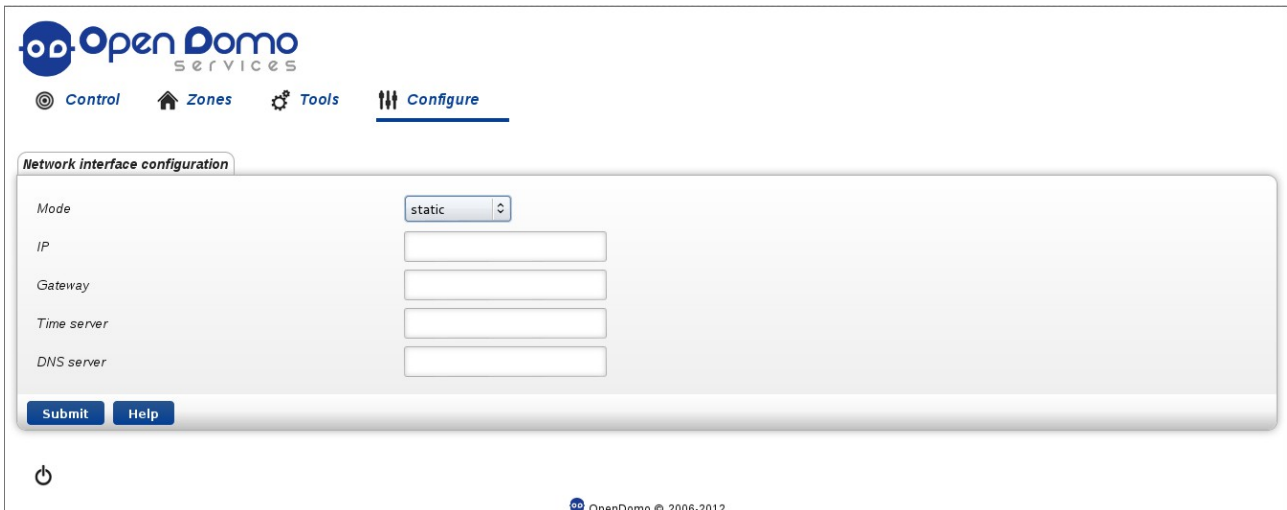 Open Domo
services
Control Zones Tools Configure
Network interface configuration
Mode static
IP
Gateway
Time server
DNS server
Submit Help
OpenDomo © 2006-2012